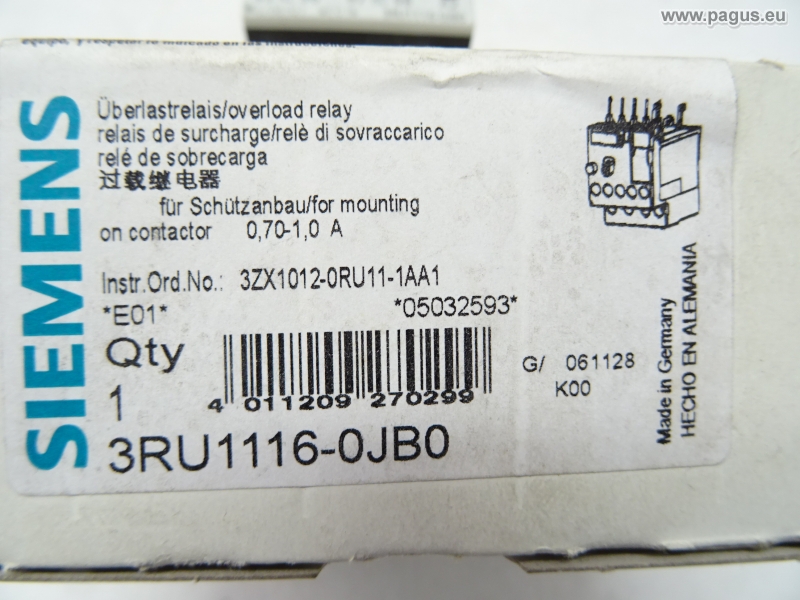 www.pagus.eu
SIEMENS
Überlastrelais/overload relay
relais de surcharge/relè di sovraccarico
relé de sobrecarga
过载继电器
für Schützanbau/for mounting
on contactor 0,70-1,0 A
Instr.Ord.No.: 3ZX1012-0RU11-1AA1
*E01* *05032593*
Qty
1
4 011209 270299
3RU1116-0JB0
G/ 061128
K00
Made in Germany
HECHO EN ALEMANIA